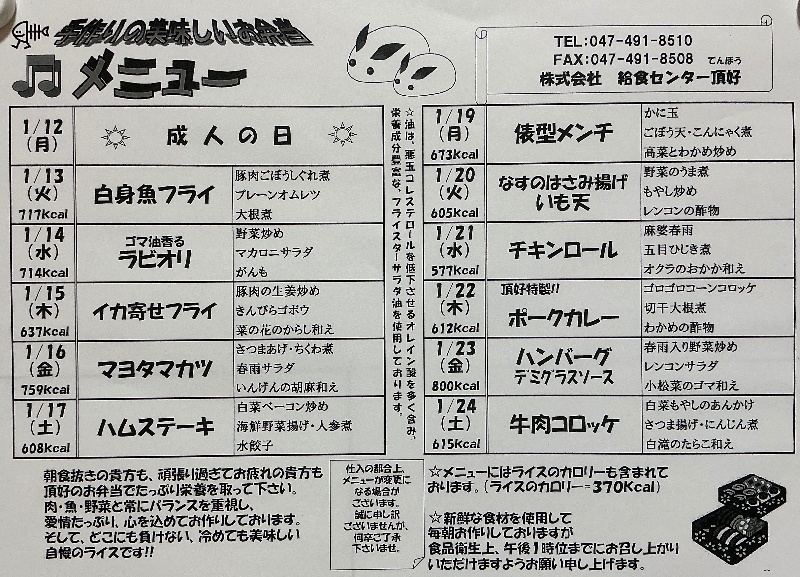 手作りの美味しいお弁当
メニュー
TEL:047-491-8510
FAX:047-491-8508 てんぽう
株式会社 給食センター頂好
1/12
(月)
成人の日
1/13
(火)
717Kcal
白身魚フライ
豚肉ごぼうしぐれ煮
プレーンオムレツ
大根煮
1/14
(水)
714Kcal
ゴマ油香る
ラビオリ
野菜炒め
マカロニサラダ
がんも
1/15
(木)
637Kcal
イカ寄せフライ
豚肉の生姜炒め
きんぴらゴボウ
菜の花のからし和え
1/16
(金)
759Kcal
マヨタマカツ
さつまあげ・ちくわ煮
春雨サラダ
いんげんの胡麻和え
1/17
(土)
608Kcal
ハムステーキ
白菜ベーコン炒め
海鮮野菜揚げ・人参煮
水餃子
☆油は、悪玉コレステロールを低下させるオレイン酸を多く含み、
栄養成分豊富な、フライスターサラダ油を使用しております。
1/19
(月)
673Kcal
俵型メンチ
かに玉
ごぼう天・こんにゃく煮
高菜とわかめ炒め
1/20
(火)
605Kcal
なすのはさみ揚げ
いも天
野菜のうま煮
もやし炒め
レンコンの酢物
1/21
(水)
577Kcal
チキンロール
麻婆春雨
五目ひじき煮
オクラのおかか和え
1/22
(木)
612Kcal
頂好特製!!
ポークカレー
ゴロゴロコーンコロッケ
切干大根煮
わかめの酢物
1/23
(金)
800Kcal
ハンバーグ
デミグラスソース
春雨入り野菜炒め
レンコンサラダ
小松菜のゴマ和え
1/24
(土)
615Kcal
牛肉コロッケ
白菜もやしのあんかけ
さつま揚げ・にんじん煮
白滝のたらこ和え
朝食抜きの貴方も、頑張り過ぎてお疲れの貴方も
頂好のお弁当でたっぷり栄養を取って下さい。
肉・魚・野菜と常にバランスを重視し、
愛情たっぷり、心を込めてお作りしております。
そして、どこにも負けない、冷めても美味しい
自慢のライスです!!
仕入の都合上、
メニューが変更に
なる場合が
ございます。
誠に申し訳
ございませんが、
何卒ご了承
下さいませ。
☆メニューにはライスのカロリーも含まれて
おります。(ライスのカロリー=370Kcal)
☆新鮮な食材を使用して
毎朝お作りしておりますが
食品衛生上、午後1時位までにお召し上がり
いただけますようお願い申し上げます。